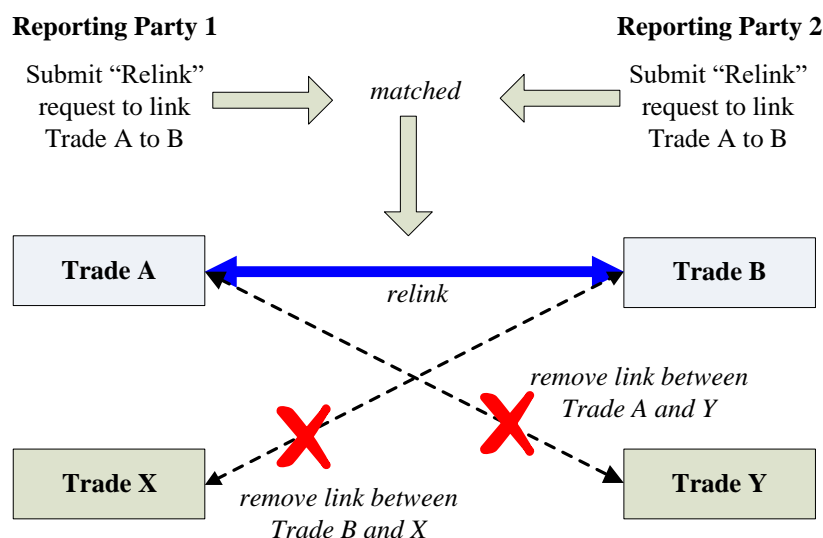 Reporting Party 1
Submit “Relink”
request to link
Trade A to B
matched
Reporting Party 2
Submit “Relink”
request to link
Trade A to B
Trade A
relink
Trade B
remove link between
Trade A and Y
Trade X
remove link between
Trade B and X
Trade Y